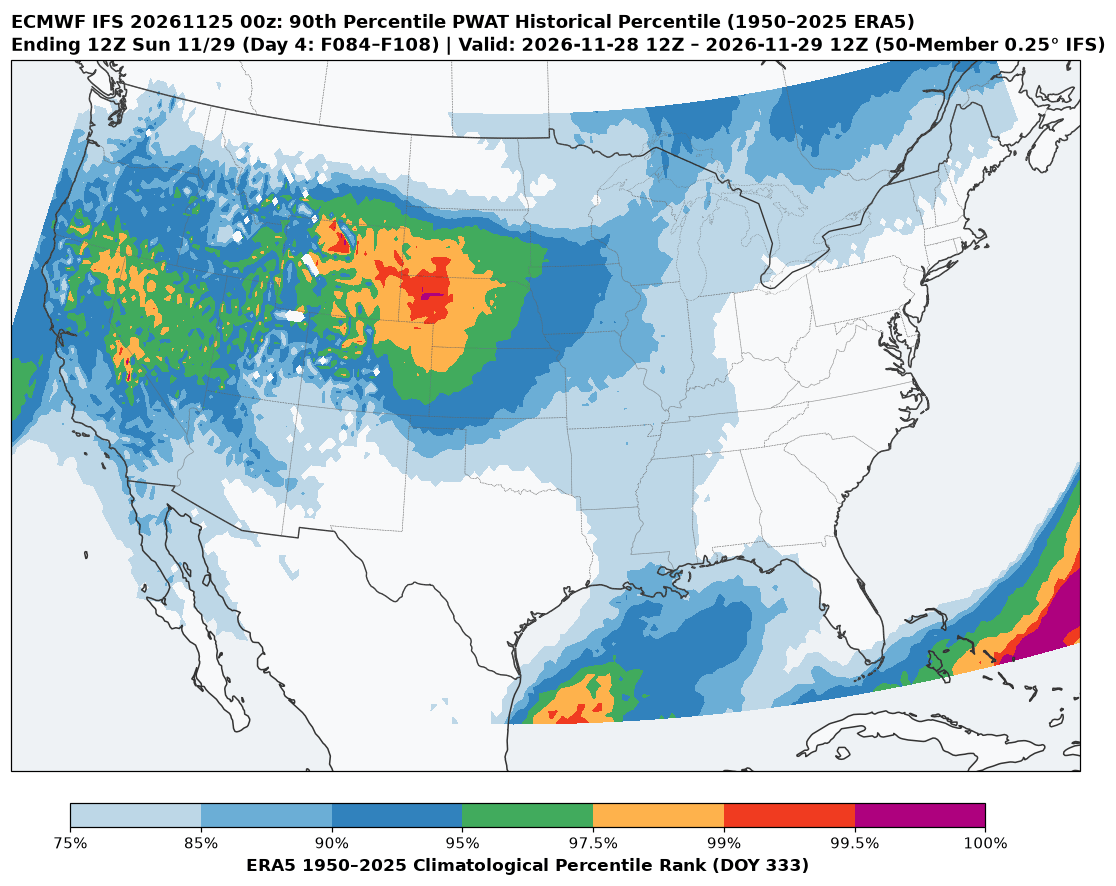 ECMWF IFS 20261125 00z: 90th Percentile PWAT Historical Percentile (1950–2025 ERA5)
Ending 12Z Sun 11/29 (Day 4: F084–F108) | Valid: 2026-11-28 12Z – 2026-11-29 12Z (50-Member 0.25° IFS)
75% 85% 90% 95% 97.5% 99% 99.5% 100%
ERA5 1950–2025 Climatological Percentile Rank (DOY 333)